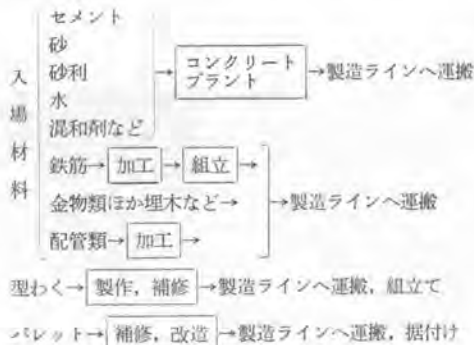 入場材料
セメント
砂
砂利
水
混和剤など
→ コンクリートプラント →製造ラインへ運搬
鉄筋→ 加工 → 組立 →
金物類ほか埋木など→ →製造ラインへ運搬
配管類→ 加工 →
型わく→ 製作，補修 →製造ラインへ運搬，組立て
パレット→ 補修，改造 →製造ラインへ運搬，据付け